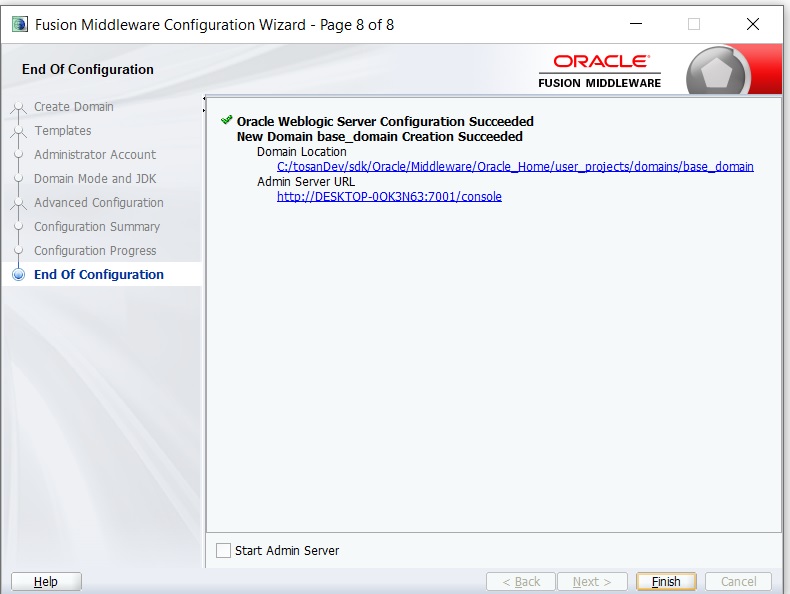 Fusion Middleware Configuration Wizard - Page 8 of 8
End Of Configuration
ORACLE
FUSION MIDDLEWARE
Create Domain
Templates
Administrator Account
Domain Mode and JDK
Advanced Configuration
Configuration Summary
Configuration Progress
End Of Configuration
Oracle Weblogic Server Configuration Succeeded
New Domain base_domain Creation Succeeded
Domain Location
C:/tosanDev/sdk/Oracle/Middleware/Oracle_Home/user_projects/domains/base_domain
Admin Server URL
http://DESKTOP-0OK3N63:7001/console
Start Admin Server
Help
< Back
Next >
Finish
Cancel